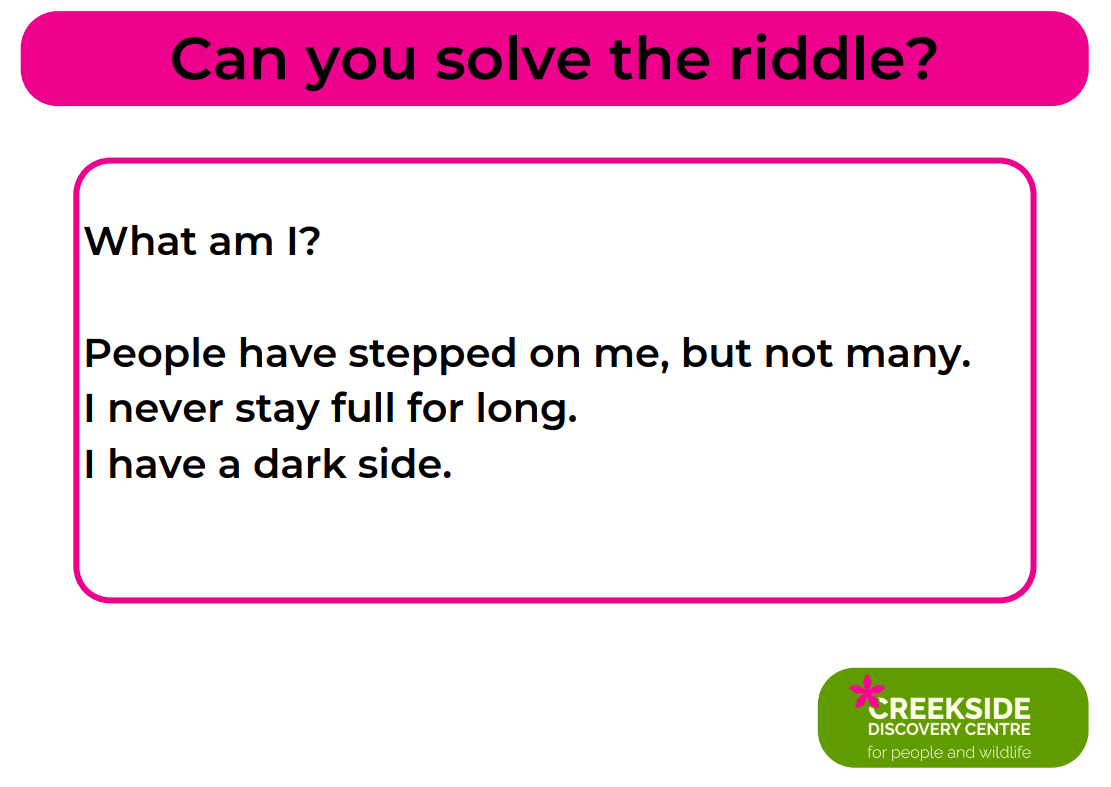 Can you solve the riddle?
What am I?
People have stepped on me, but not many.
I never stay full for long.
I have a dark side.
CREEKSIDE
DISCOVERY CENTRE
for people and wildlife